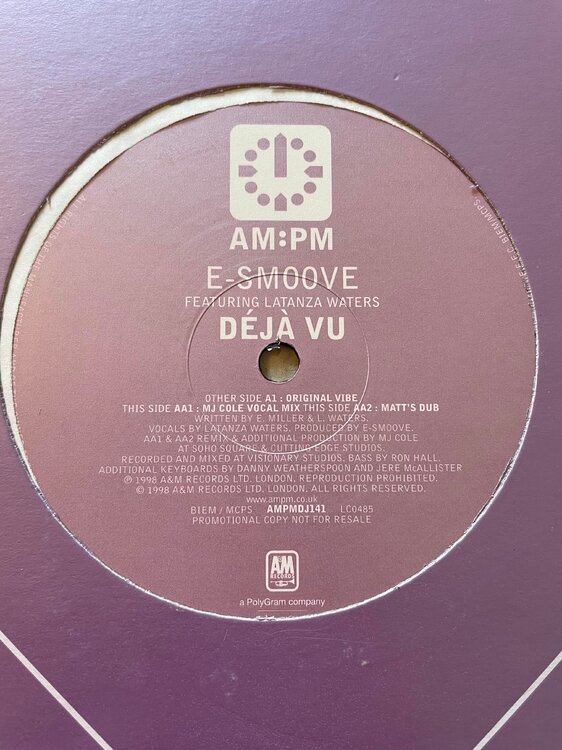 AM:PM
E-SMOOVE
FEATURING LATANZA WATERS
DÉJÀ VU
OTHER SIDE A1 : ORIGINAL VIBE
THIS SIDE AA1 : MJ COLE VOCAL MIX THIS SIDE AA2 : MATT'S DUB
WRITTEN BY E. MILLER & L. WATERS.
VOCALS BY LATANZA WATERS. PRODUCED BY E-SMOOVE.
AA1 & AA2 REMIX & ADDITIONAL PRODUCTION BY MJ COLE
AT SOHO SQUARE & CUTTING EDGE STUDIOS.
RECORDED AND MIXED AT VISIONARY STUDIOS. BASS BY RON HALL.
ADDITIONAL KEYBOARDS BY DANNY WEATHERSPOON AND JERE McALLISTER
℗ 1998 A&M RECORDS LTD. LONDON. REPRODUCTION PROHIBITED.
© 1998 A&M RECORDS LTD, LONDON. ALL RIGHTS RESERVED.
www.ampm.co.uk
BIEM / MCPS AMPMDJ141 LC0485
PROMOTIONAL COPY NOT FOR RESALE
AM
RECORDS
a PolyGram company
BIEM/MCPS